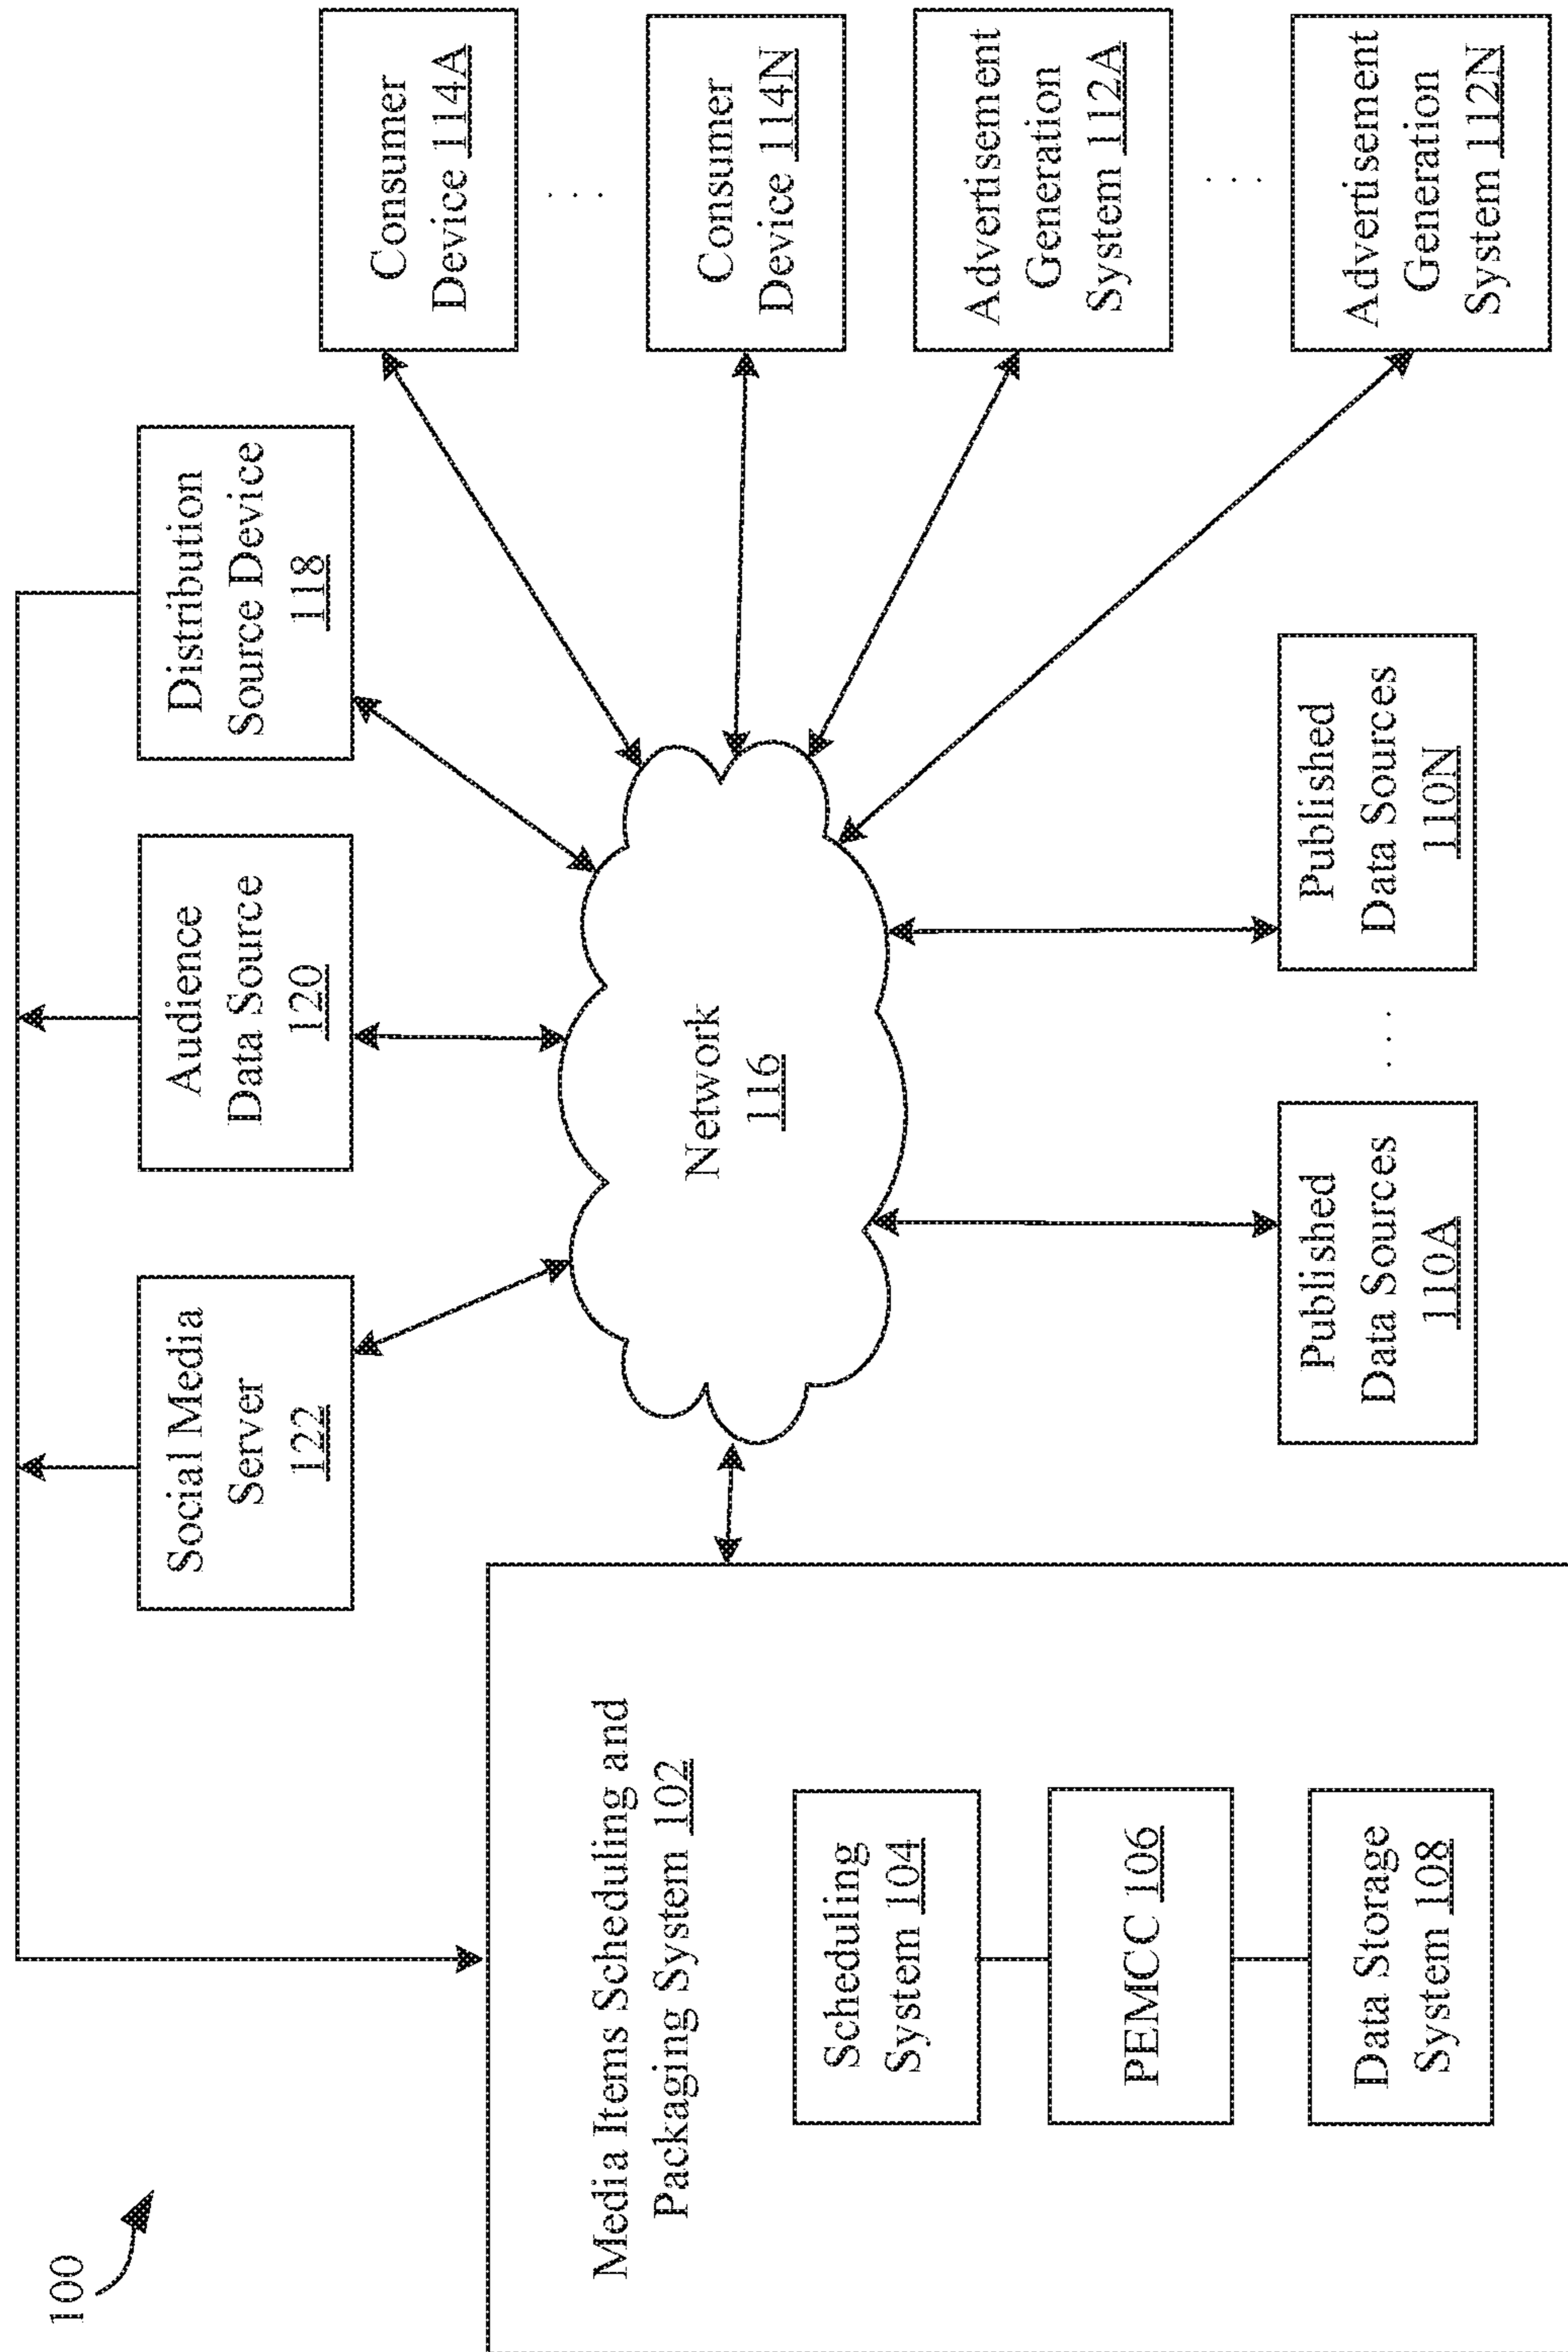 100
Social Media
Server
122
Audience
Data Source
120
Distribution
Source Device
118
Media Items Scheduling and
Packaging System 102
Scheduling
System 104
PEMCC 106
Data Storage
System 108
Network
116
Consumer
Device 114A
. . .
Consumer
Device 114N
Advertisement
Generation
System 112A
. . .
Advertisement
Generation
System 112N
Published
Data Sources
110A
. . .
Published
Data Sources
110N